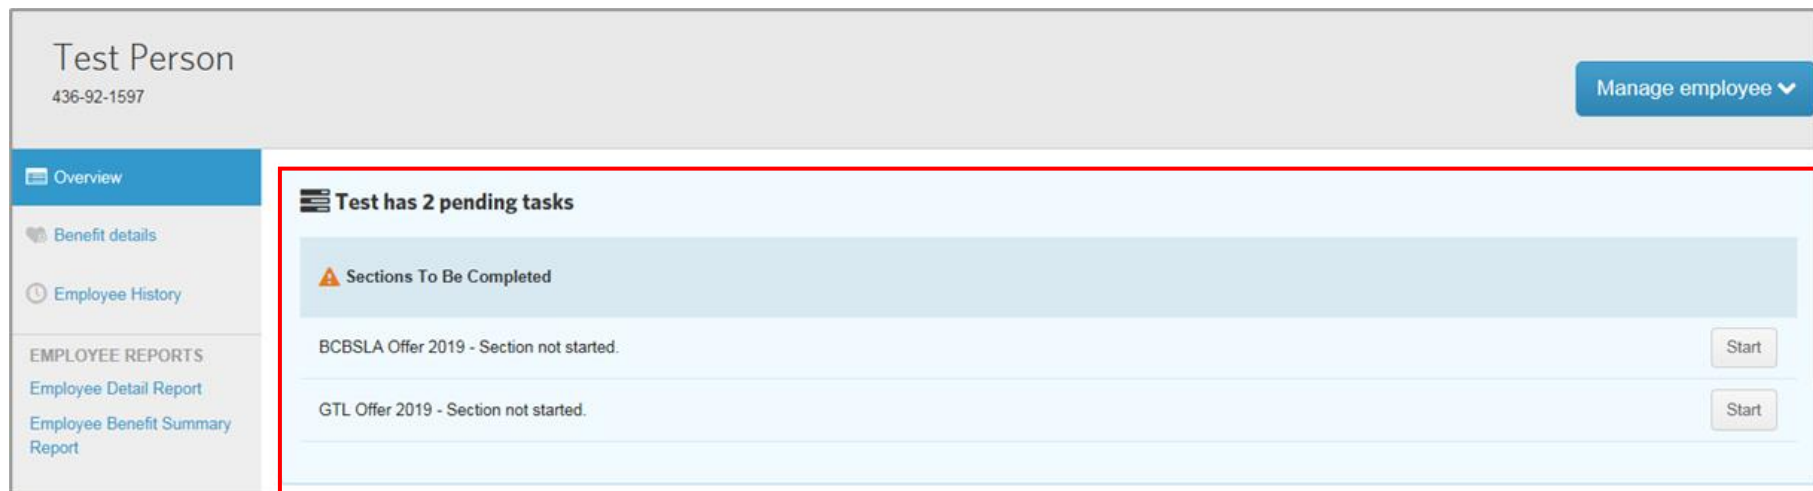 Test Person
436-92-1597
Manage employee
Overview
Benefit details
Employee History
EMPLOYEE REPORTS
Employee Detail Report
Employee Benefit Summary
Report
Test has 2 pending tasks
Sections To Be Completed
BCBSLA Offer 2019 - Section not started.
Start
GTL Offer 2019 - Section not started.
Start